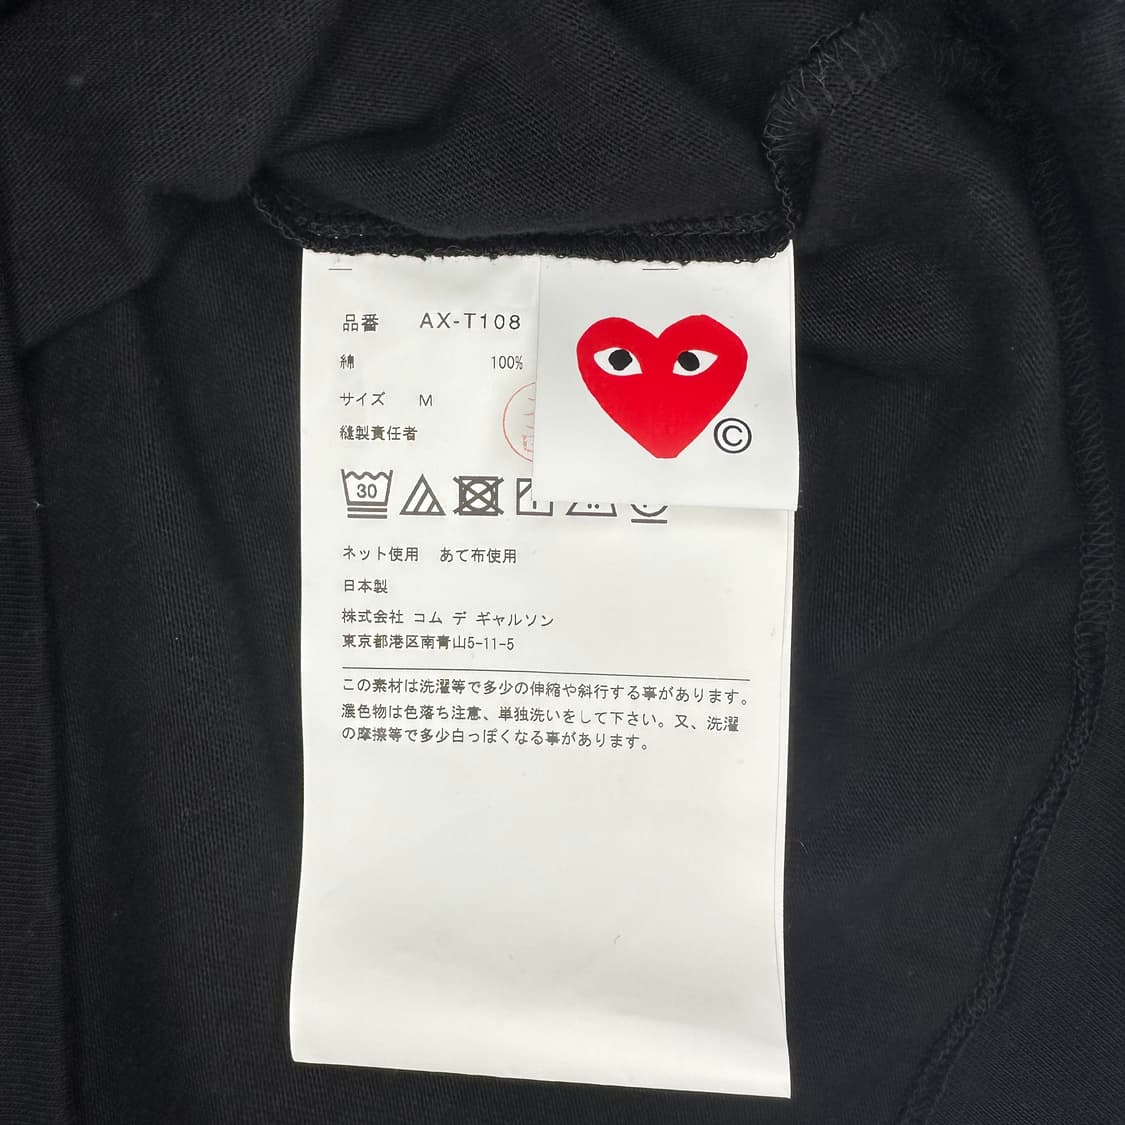 品番 AX-T108
綿 100%
サイズ M
縫製責任者
©
30
ネット使用 あて布使用
日本製
株式会社 コム デ ギャルソン
東京都港区南青山5-11-5
この素材は洗濯等で多少の伸縮や斜行する事があります。
濃色物は色落ち注意、単独洗いをして下さい。又、洗濯
の摩擦等で多少白っぽくなる事があります。